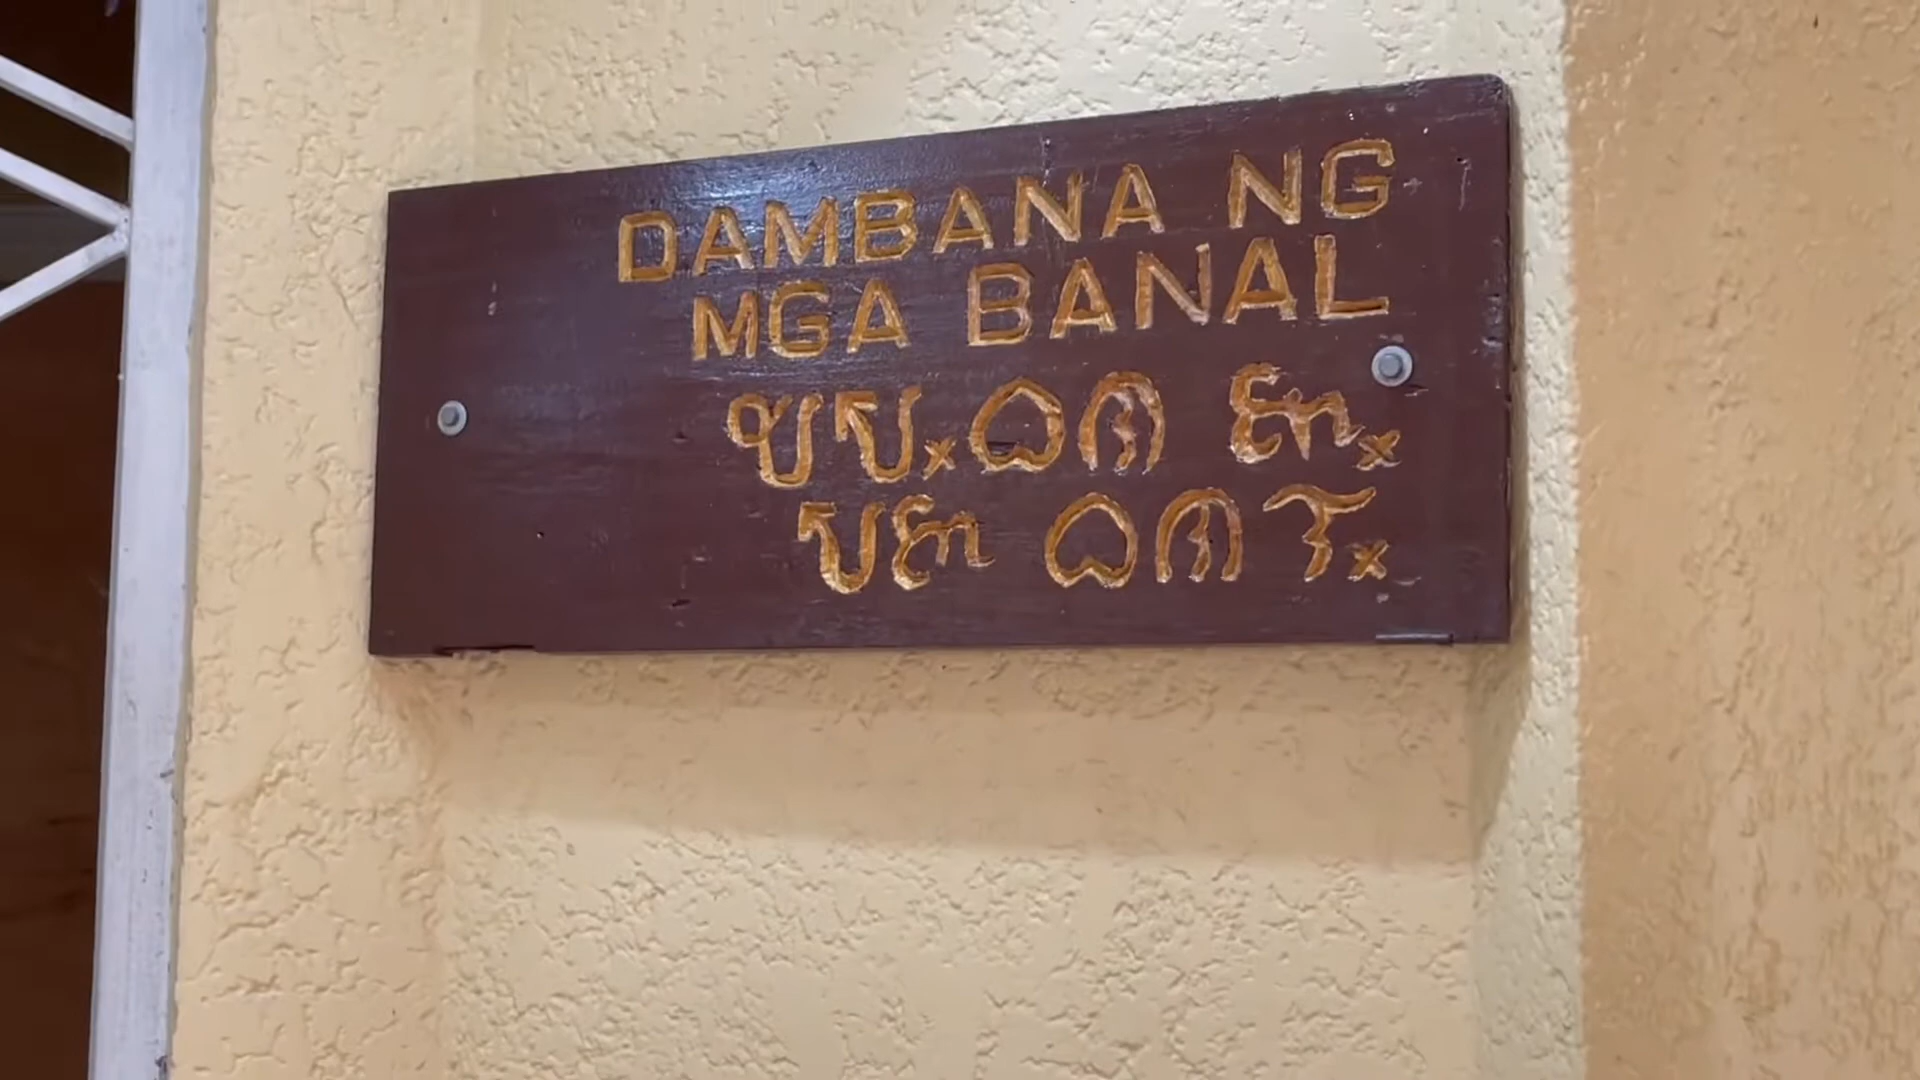 DAMBANA NG
MGA BANAL
ᜇᜋ᜔ᜊᜈ ᜅ᜔
ᜋᜅ ᜊᜈᜎ᜔